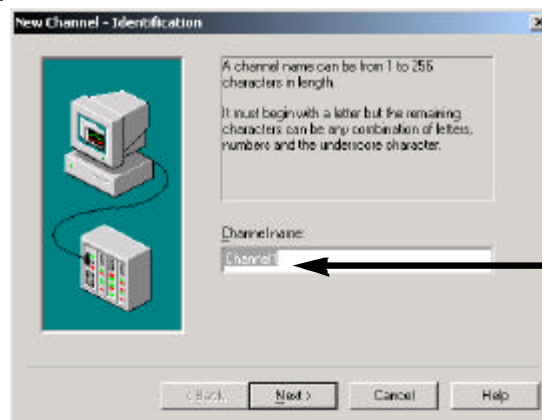 New Channel - Identification
A channel name can be from 1 to 256
characters in length.
It must begin with a letter but the remaining
characters can be any combination of letters,
numbers and the underscore character.
Channel name:
Channel1
< Back
Next >
Cancel
Help